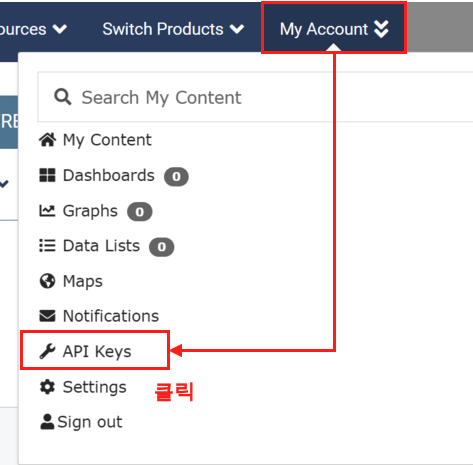 ources Switch Products My Account
Search My Content
RE
My Content
Dashboards 0
Graphs 0
Data Lists 0
Maps
Notifications
API Keys
Settings
클릭
Sign out